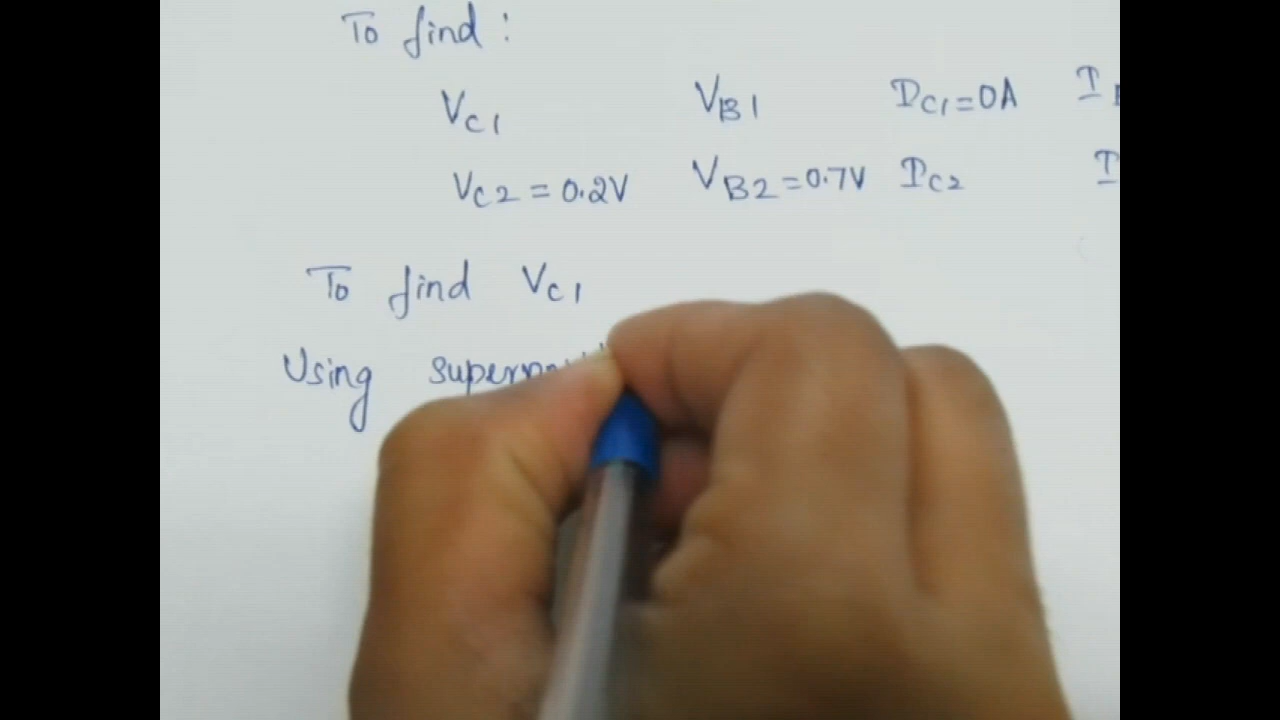 To find :
VC1 VB1 IC1=0A I
VC2 = 0.2V VB2=0.7V IC2 I
To find VC1
Using